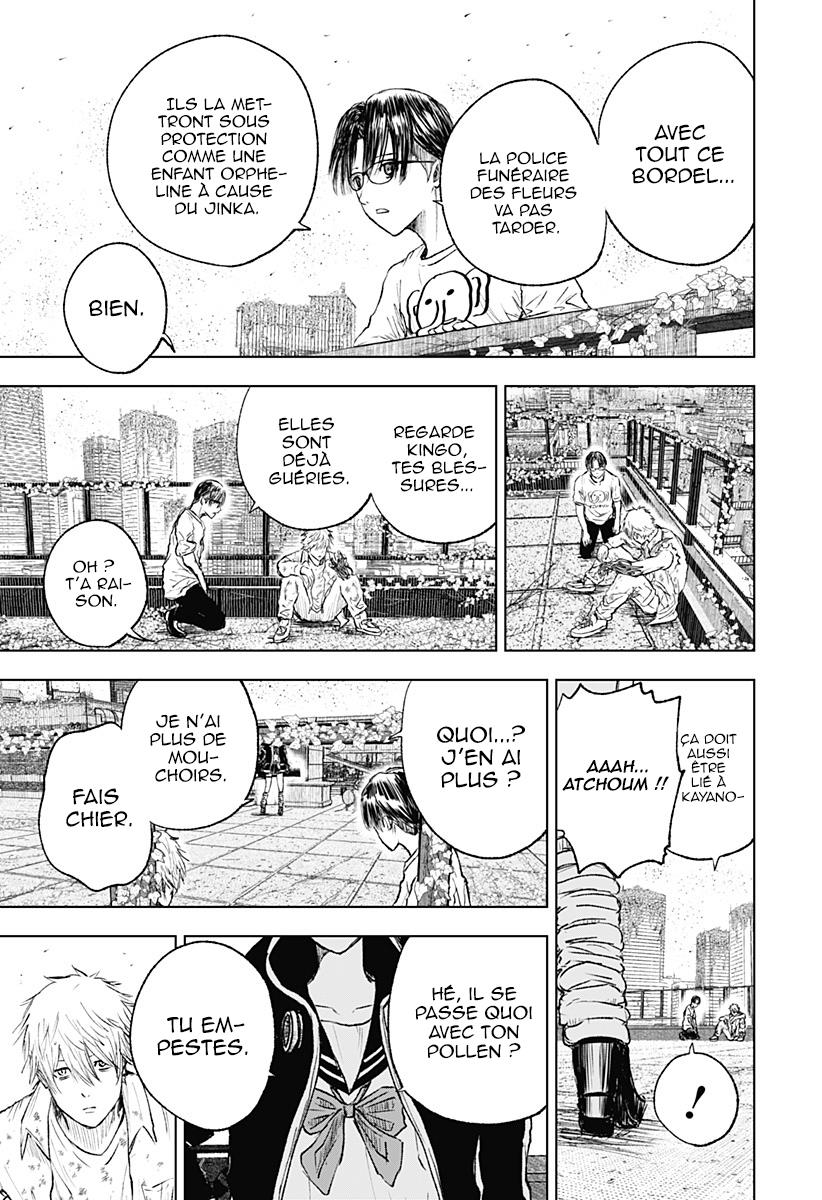 AVEC
TOUT CE
BORDEL...
LA POLICE
FUNÉRAIRE
DES FLEURS
VA PAS
TARDER.
ILS LA MET-
TRONT SOUS
PROTECTION
COMME UNE
ENFANT ORPHE-
LINE À CAUSE
DU JINKA.
BIEN.
REGARDE
KINGO,
TES BLES-
SURES...
ELLES
SONT
DÉJÀ
GUÉRIES.
OH ?
T'A RAI-
SON.
ÇA DOIT
AUSSI
ÊTRE
LIÉ À
KAYANO-
AAAH...
ATCHOUM !!
!
QUOI...?
J'EN AI
PLUS ?
JE N'AI
PLUS DE
MOU-
CHOIRS.
FAIS
CHIER.
HÉ, IL SE
PASSE QUOI
AVEC TON
POLLEN ?
TU EM-
PESTES.